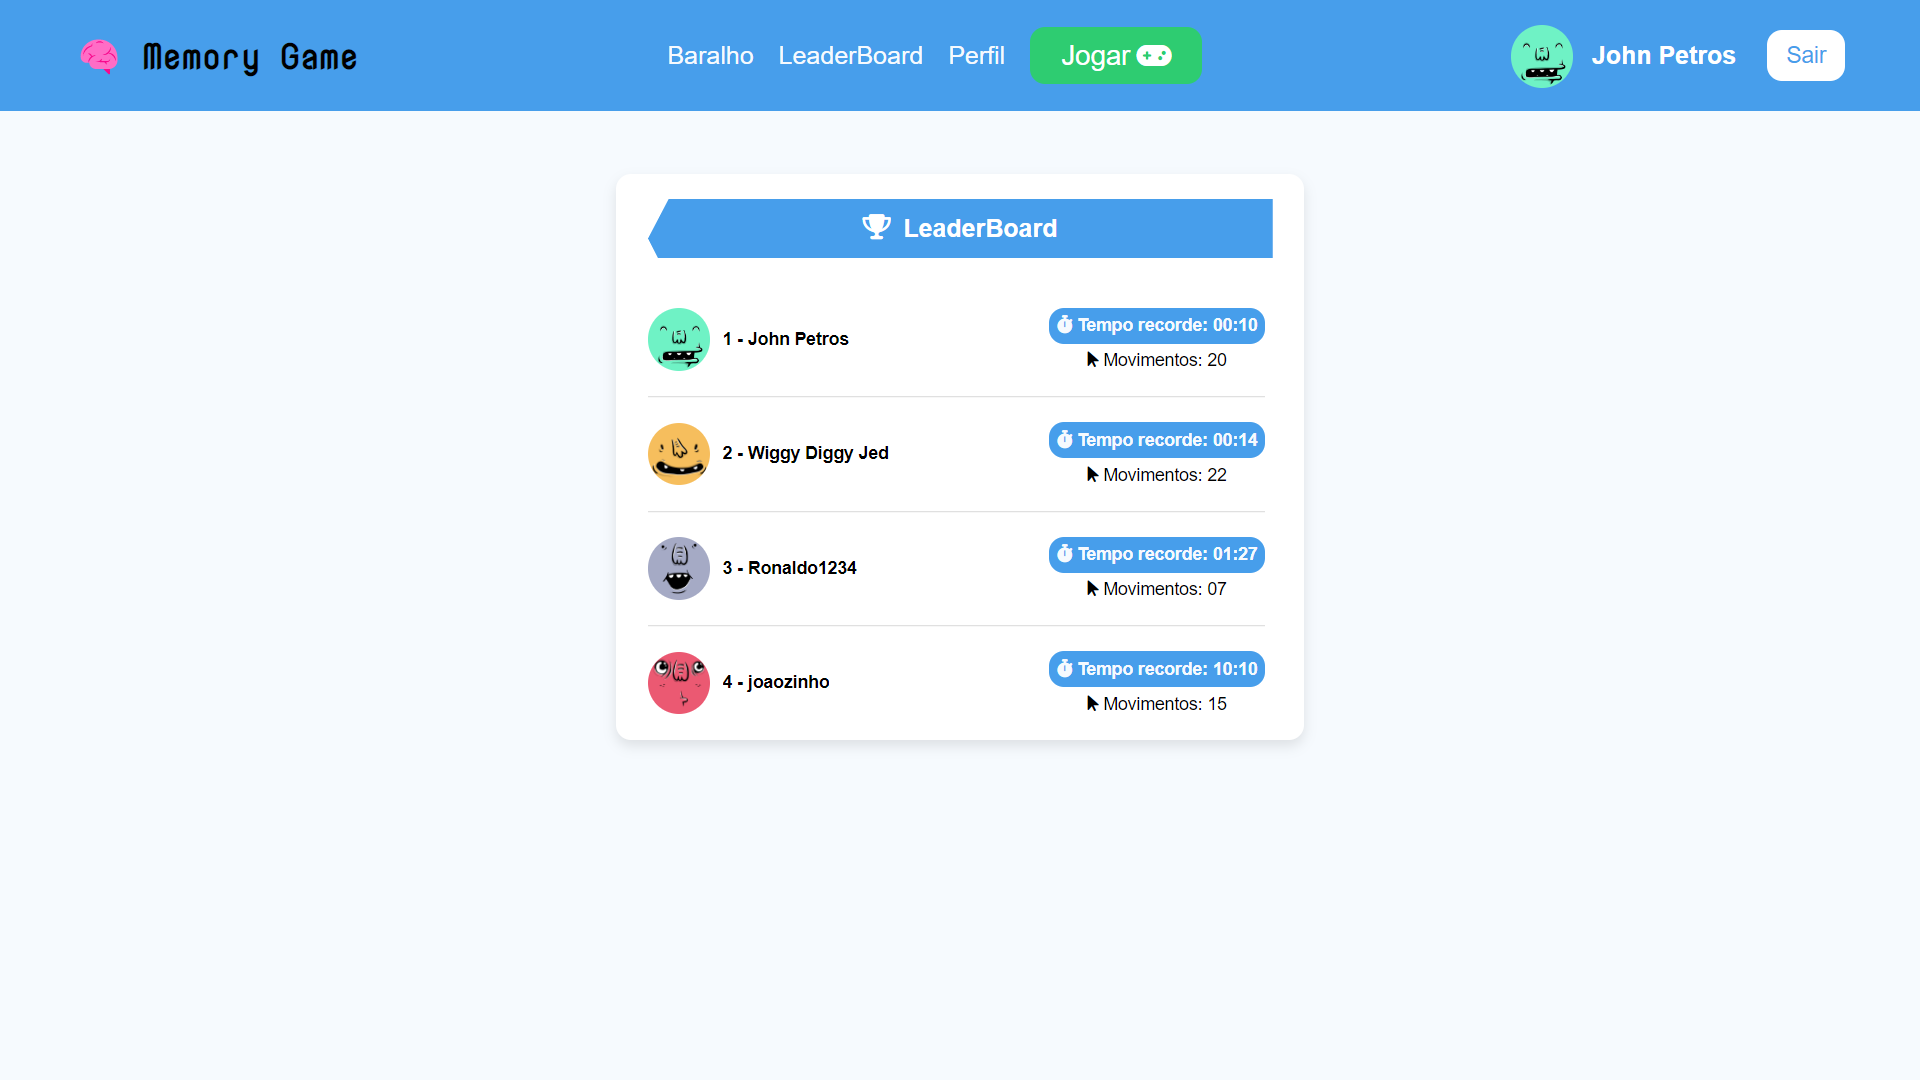 Memory Game
Baralho LeaderBoard Perfil Jogar
John Petros
Sair
LeaderBoard
1 - John Petros
Tempo recorde: 00:10
Movimentos: 20
2 - Wiggy Diggy Jed
Tempo recorde: 00:14
Movimentos: 22
3 - Ronaldo1234
Tempo recorde: 01:27
Movimentos: 07
4 - joaozinho
Tempo recorde: 10:10
Movimentos: 15